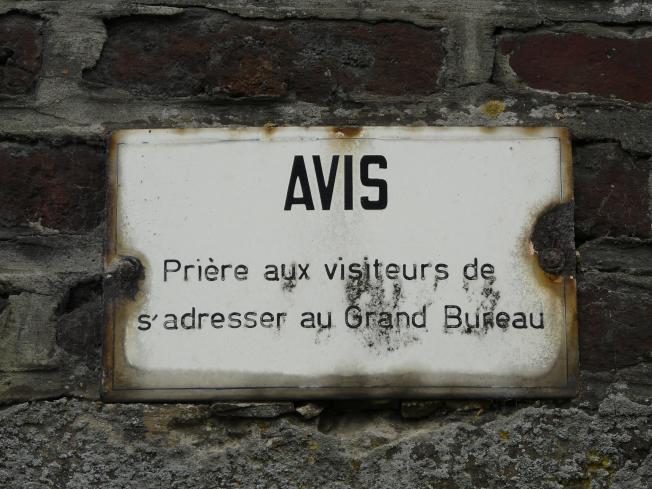 AVIS
Prière aux visiteurs de
s'adresser au Grand Bureau